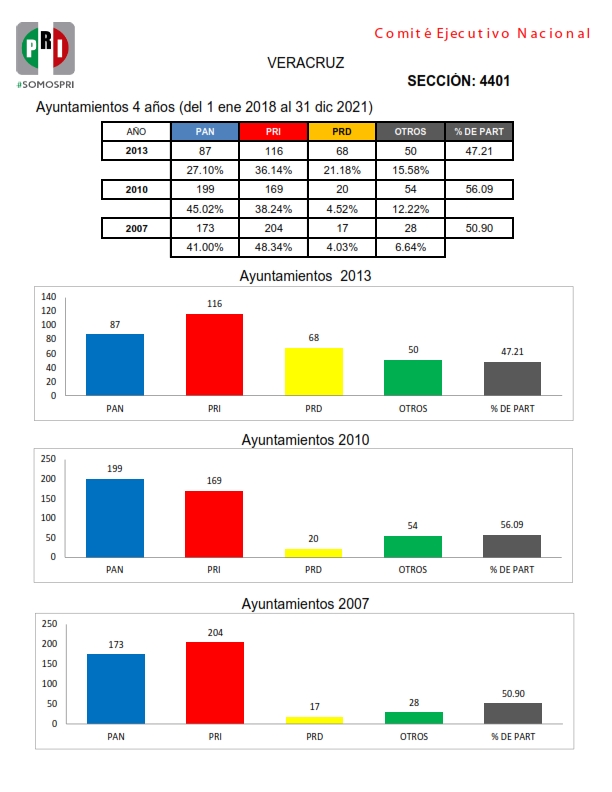 Comité Ejecutivo Nacional
PRI
#SOMOSPRI
VERACRUZ
SECCIÓN: 4401
Ayuntamientos 4 años (del 1 ene 2018 al 31 dic 2021)
AÑO PAN PRI PRD OTROS % DE PART
2013 87 116 68 50 47.21
27.10% 36.14% 21.18% 15.58%
2010 199 169 20 54 56.09
45.02% 38.24% 4.52% 12.22%
2007 173 204 17 28 50.90
41.00% 48.34% 4.03% 6.64%
Ayuntamientos 2013
140
120
100
80
60
40
20
0
87 116 68 50 47.21
PAN PRI PRD OTROS % DE PART
Ayuntamientos 2010
250
200
150
100
50
0
199 169 20 54 56.09
PAN PRI PRD OTROS % DE PART
Ayuntamientos 2007
250
200
150
100
50
0
173 204 17 28 50.90
PAN PRI PRD OTROS % DE PART